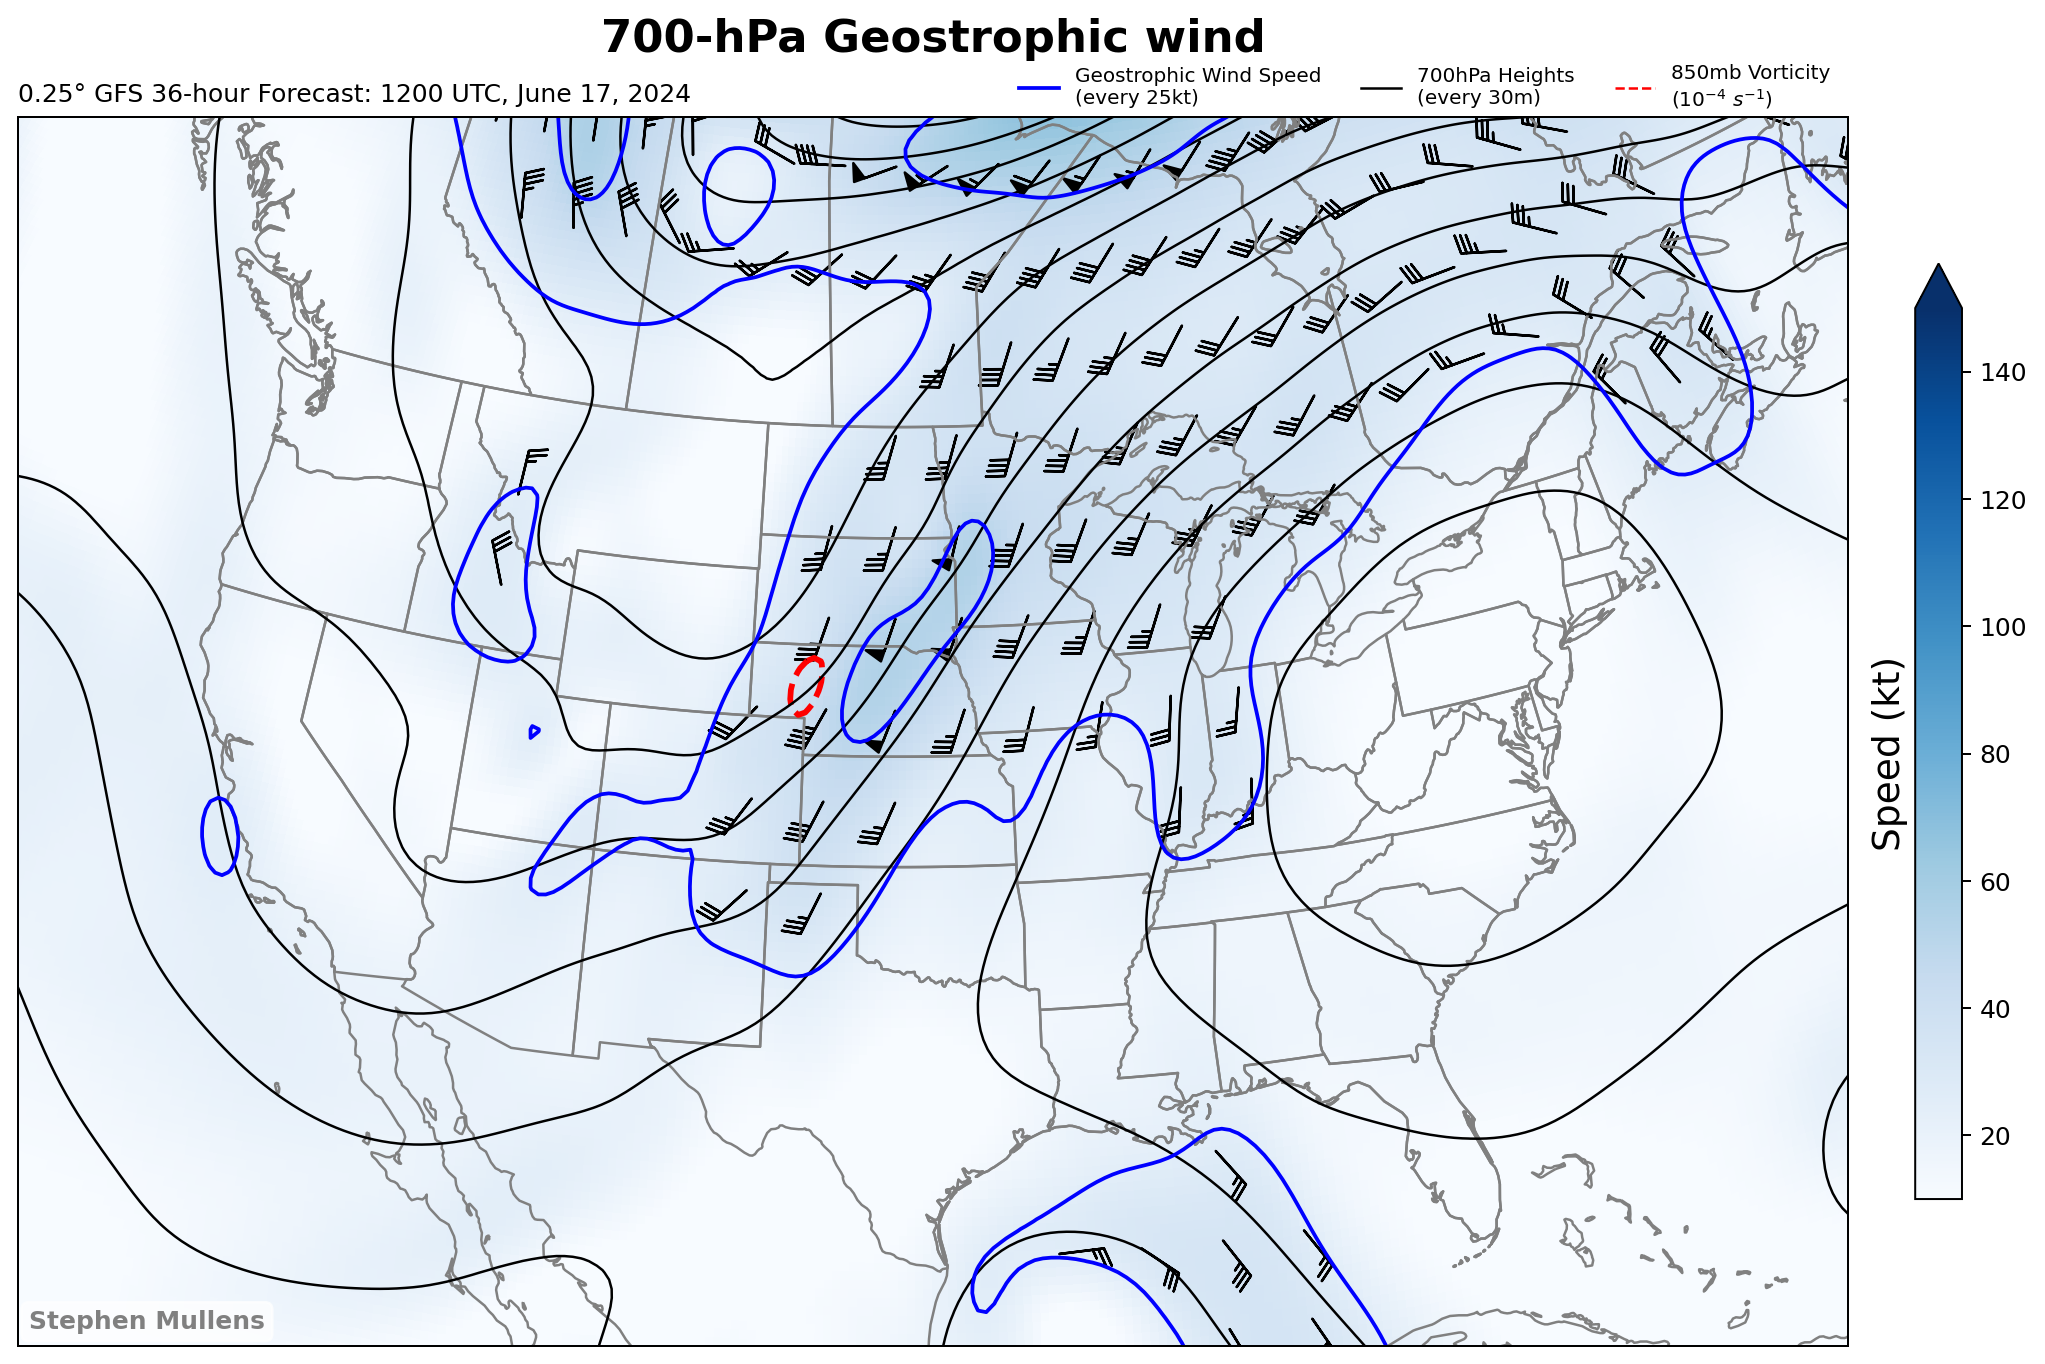 700-hPa Geostrophic wind
0.25° GFS 36-hour Forecast: 1200 UTC, June 17, 2024
Geostrophic Wind Speed
(every 25kt)
700hPa Heights
(every 30m)
850mb Vorticity
(10⁻⁴ s⁻¹)
140
120
100
80
60
40
20
Speed (kt)
Stephen Mullens